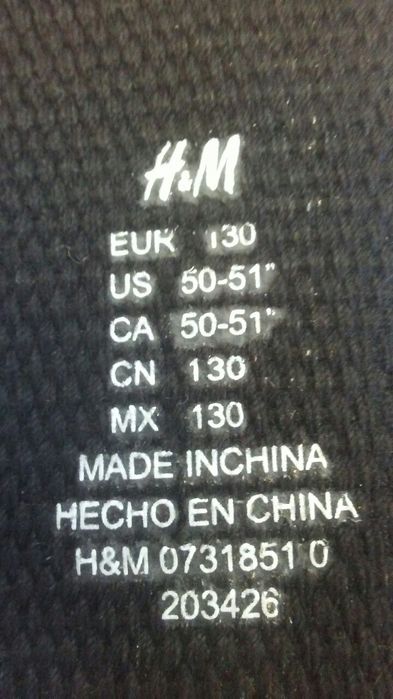 H&M
EUR 130
US 50-51"
CA 50-51"
CN 130
MX 130
MADE INCHINA
HECHO EN CHINA
H&M 0731851 0
203426